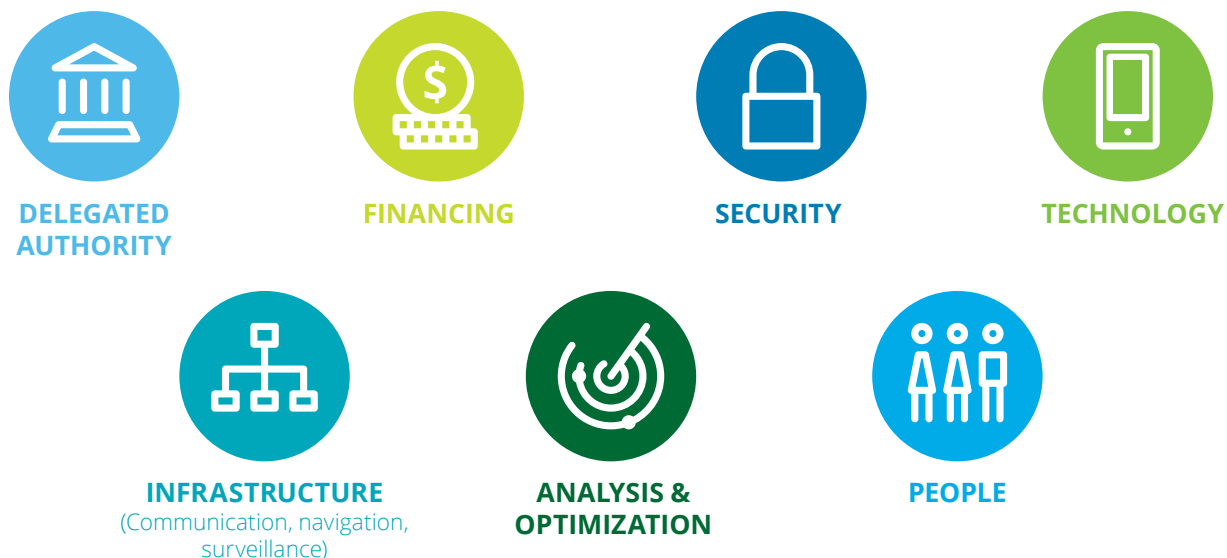 $
DELEGATED
AUTHORITY
FINANCING
SECURITY
TECHNOLOGY
INFRASTRUCTURE
(Communication, navigation,
surveillance)
ANALYSIS &
OPTIMIZATION
PEOPLE